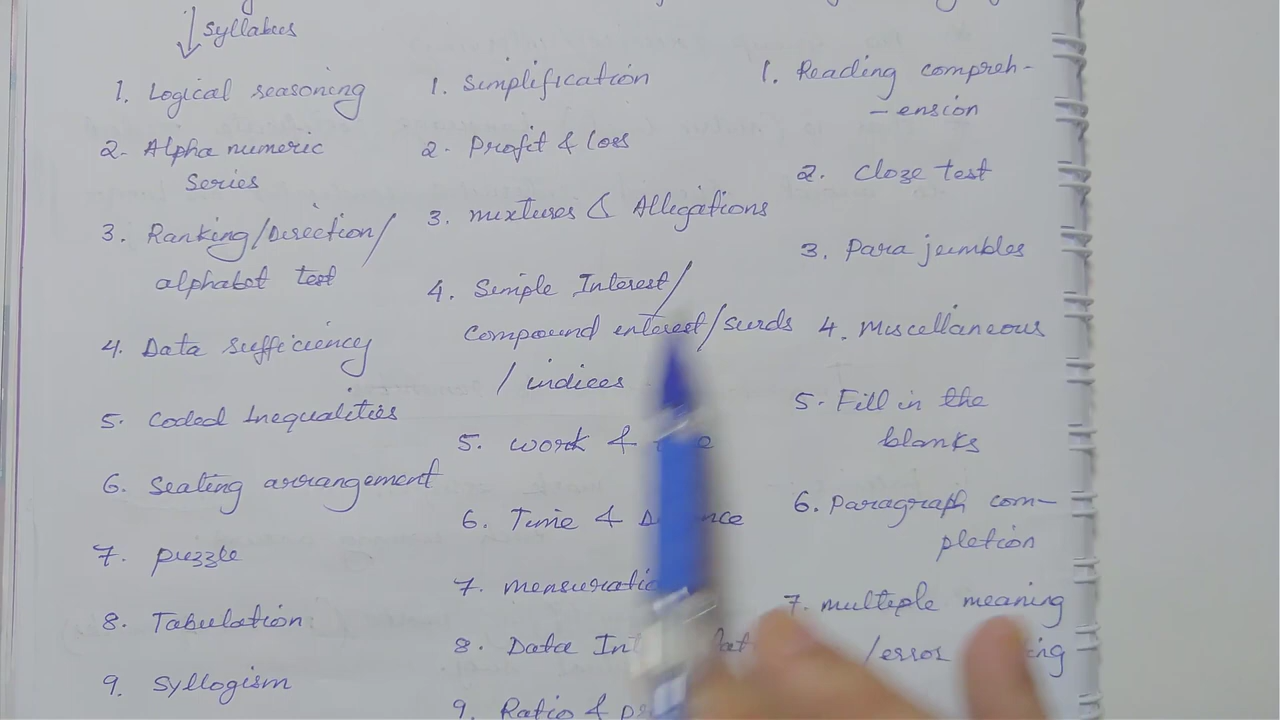 syllabus
1. Logical reasoning
2. Alpha numeric
Series
3. Ranking/Direction/
alphabet test
4. Data sufficiency
5. Coded Inequalities
6. Seating arrangement
7. puzzle
8. Tabulation
9. Syllogism
1. Simplification
2. Profit & loss
3. mixtures & Allegations
4. Simple Interest/
Compound interest/surds
/ indices
5. work &
6. Time &
7.
8. Data
9. Ratio &
1. Reading compreh-
- ension
2. Cloze test
3. Para jumbles
4. Miscellaneous
5. Fill in the
blanks
6. Paragraph com-
pletion
7. multiple meaning
/error